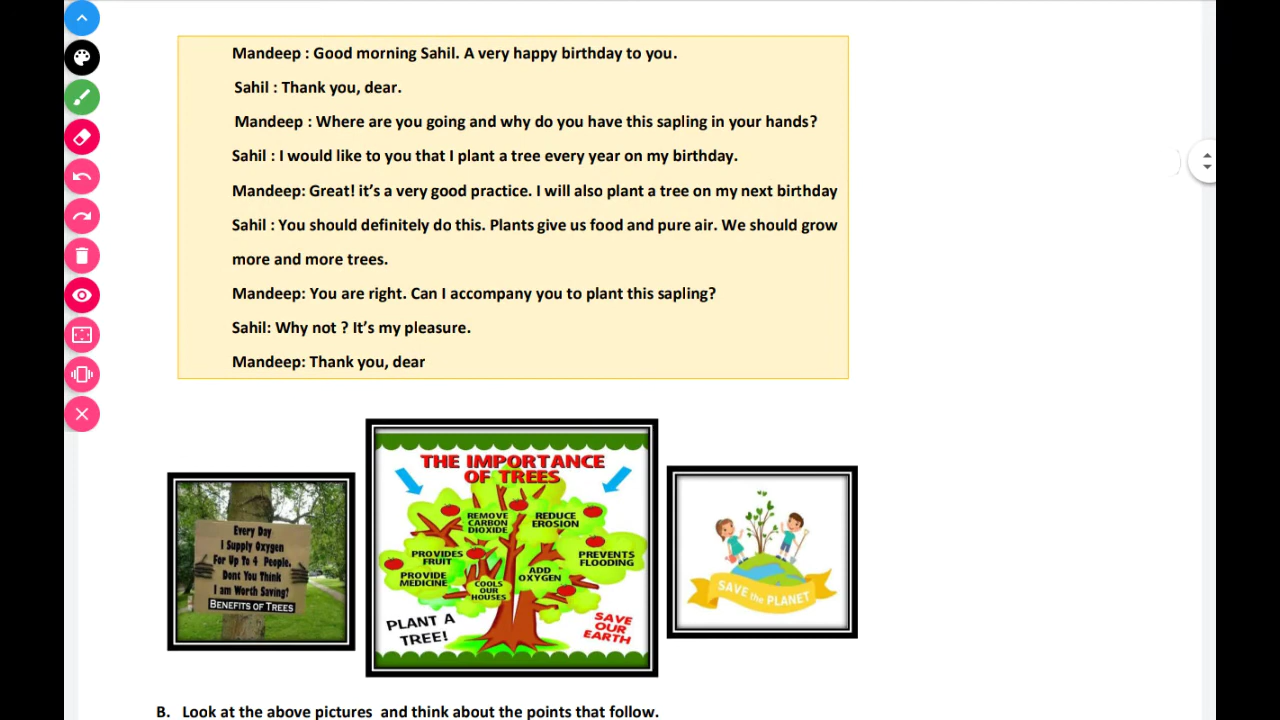 Mandeep : Good morning Sahil. A very happy birthday to you.
Sahil : Thank you, dear.
Mandeep : Where are you going and why do you have this sapling in your hands?
Sahil : I would like to you that I plant a tree every year on my birthday.
Mandeep: Great! it's a very good practice. I will also plant a tree on my next birthday
Sahil : You should definitely do this. Plants give us food and pure air. We should grow
more and more trees.
Mandeep: You are right. Can I accompany you to plant this sapling?
Sahil: Why not ? It's my pleasure.
Mandeep: Thank you, dear
Every Day
I Supply Oxygen
For Up To 4 People.
Dont You Think
I am Worth Saving?
BENEFITS OF TREES
THE IMPORTANCE
OF TREES
REMOVE
CARBON
DIOXIDE
REDUCE
EROSION
PROVIDES
FRUIT
PREVENTS
FLOODING
PROVIDE
MEDICINE
ADD
OXYGEN
COOLS
OUR
HOUSES
PLANT A
TREE!
SAVE
OUR
EARTH
SAVE the PLANET
B. Look at the above pictures and think about the points that follow.